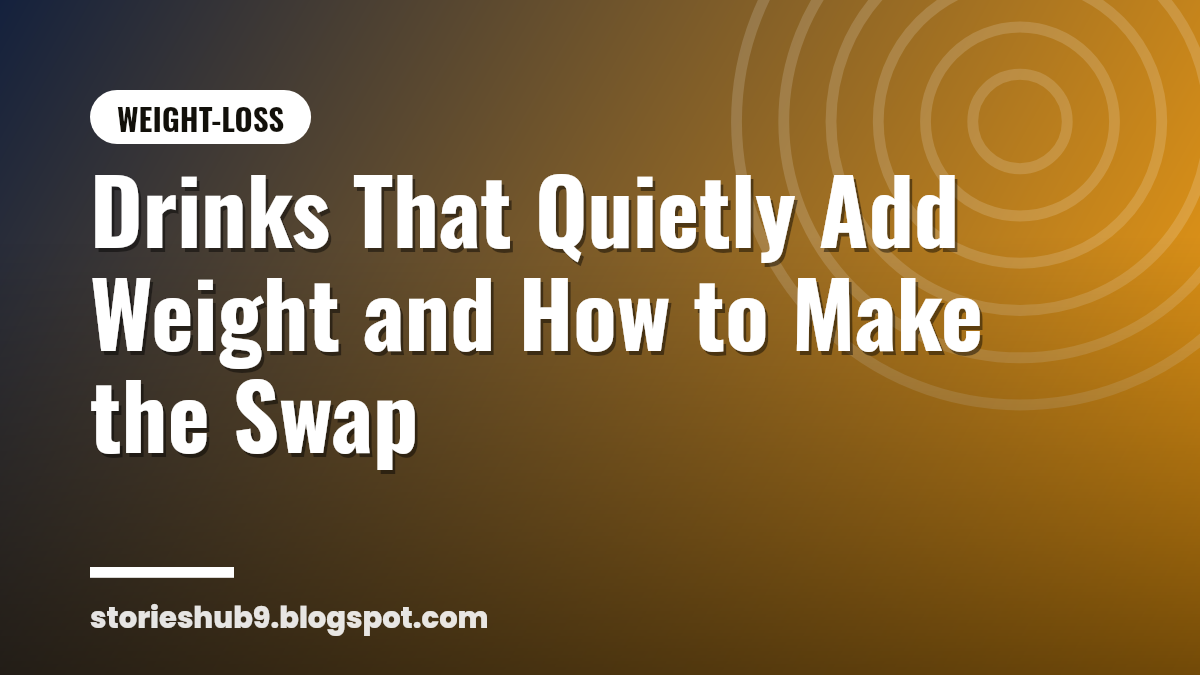 WEIGHT-LOSS
Drinks That Quietly Add
Weight and How to Make
the Swap
storieshub9.blogspot.com